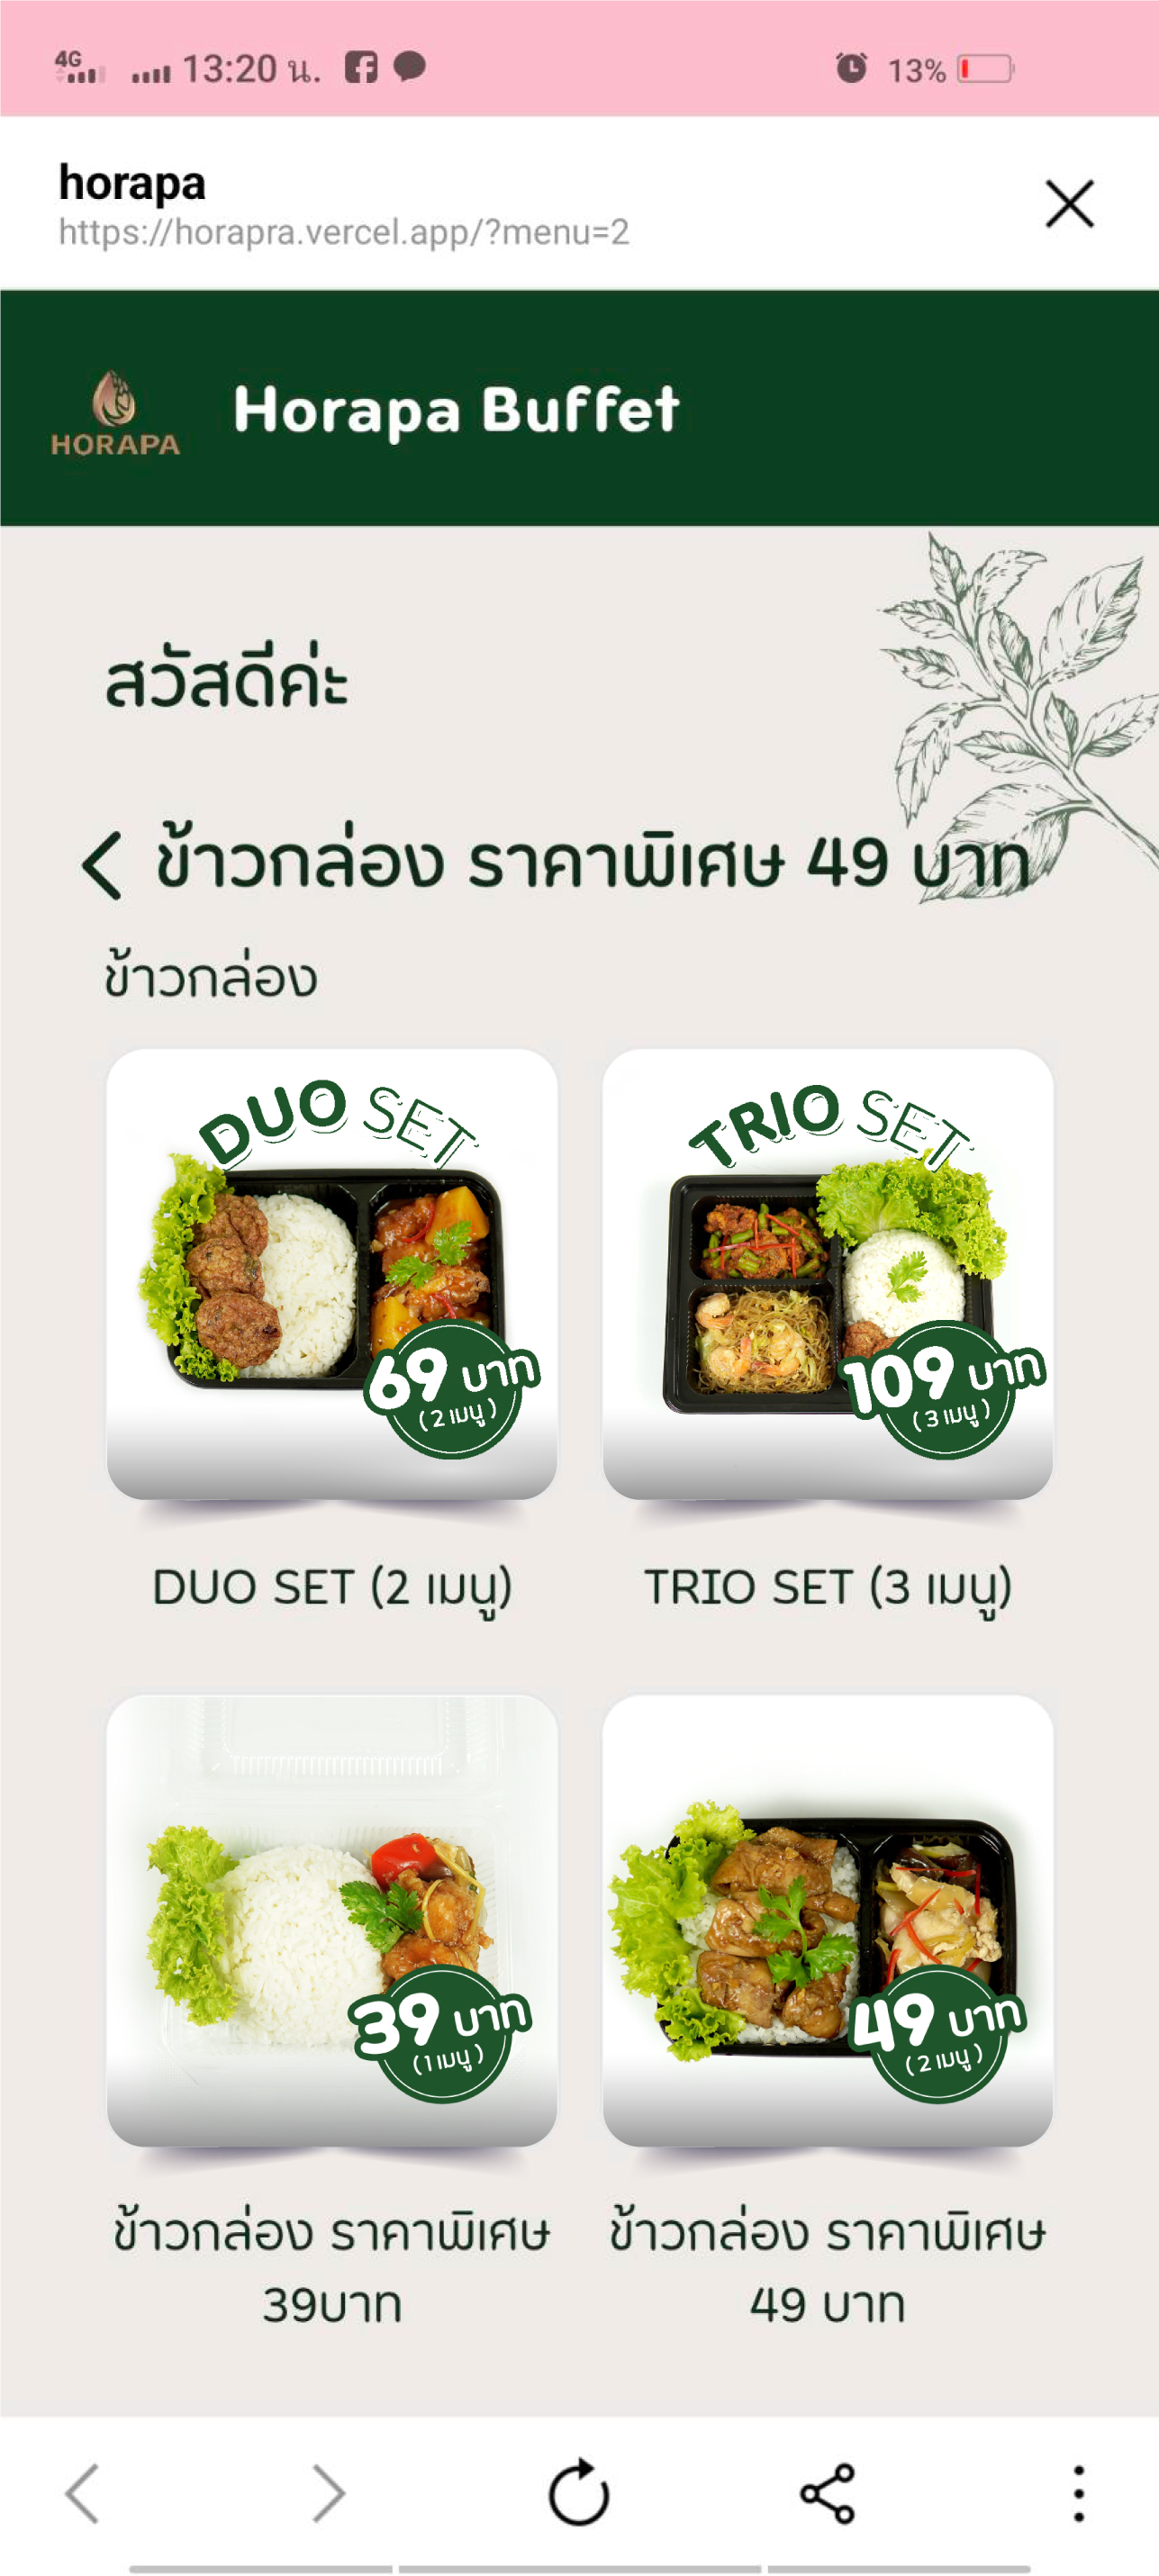 4G 13:20 น. 13%
horapa
https://horapra.vercel.app/?menu=2
HORAPA
Horapa Buffet
สวัสดีค่ะ
ข้าวกล่อง ราคาพิเศษ 49 บาท
ข้าวกล่อง
DUO SET
69 บาท
(2 เมนู)
TRIO SET
109 บาท
(3 เมนู)
DUO SET (2 เมนู)
TRIO SET (3 เมนู)
39 บาท
(1 เมนู)
49 บาท
(2 เมนู)
ข้าวกล่อง ราคาพิเศษ
39บาท
ข้าวกล่อง ราคาพิเศษ
49 บาท